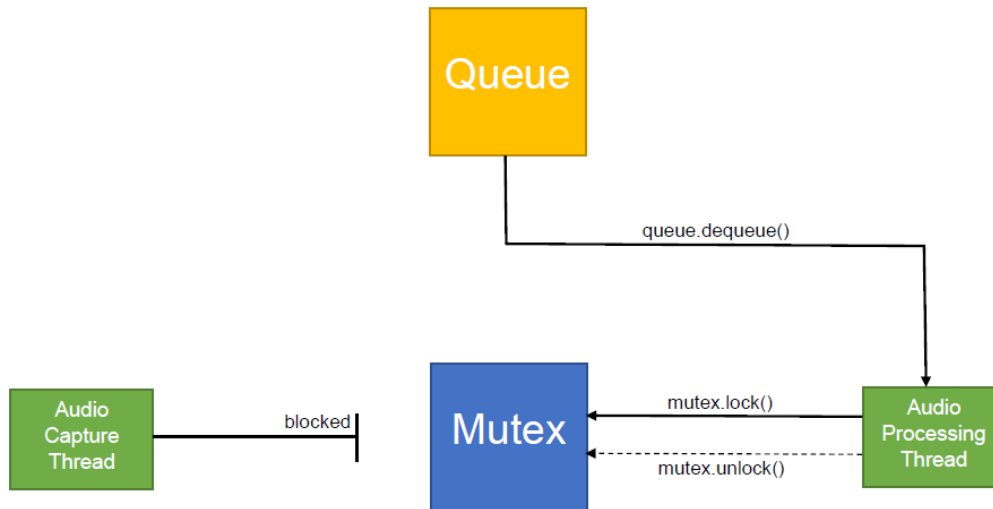 Queue
queue.dequeue()
Audio
Capture
Thread
blocked
Mutex
mutex.lock()
mutex.unlock()
Audio
Processing
Thread